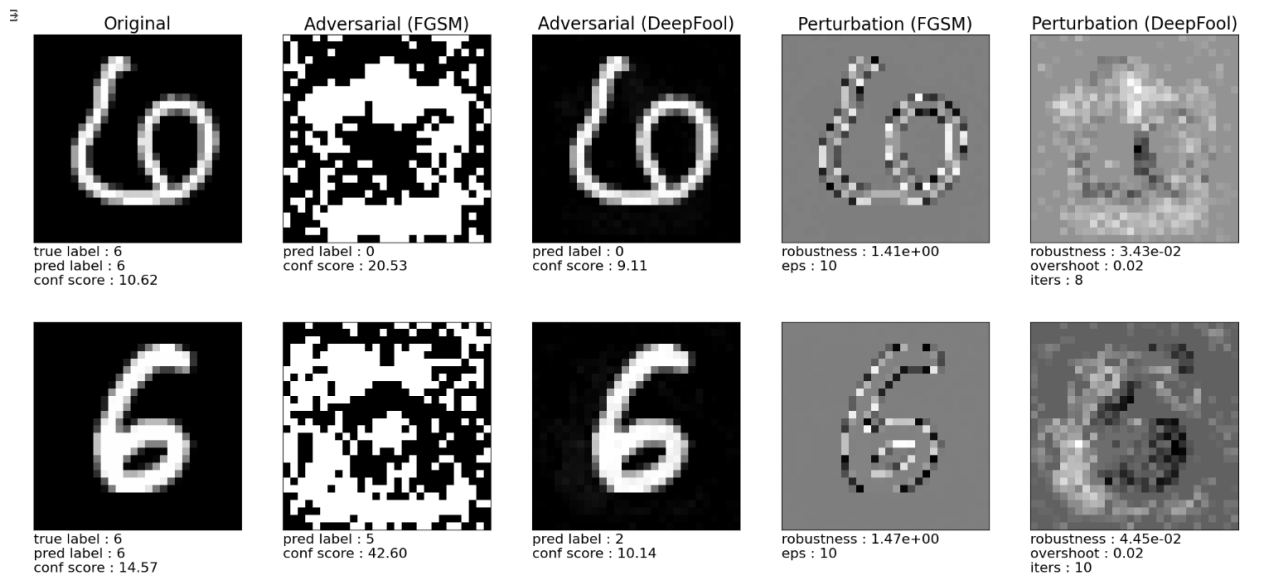 Original Adversarial (FGSM) Adversarial (DeepFool) Perturbation (FGSM) Perturbation (DeepFool)
true label : 6
pred label : 6
conf score : 10.62
pred label : 0
conf score : 20.53
pred label : 0
conf score : 9.11
robustness : 1.41e+00
eps : 10
robustness : 3.43e-02
overshoot : 0.02
iters : 8
true label : 6
pred label : 6
conf score : 14.57
pred label : 5
conf score : 42.60
pred label : 2
conf score : 10.14
robustness : 1.47e+00
eps : 10
robustness : 4.45e-02
overshoot : 0.02
iters : 10